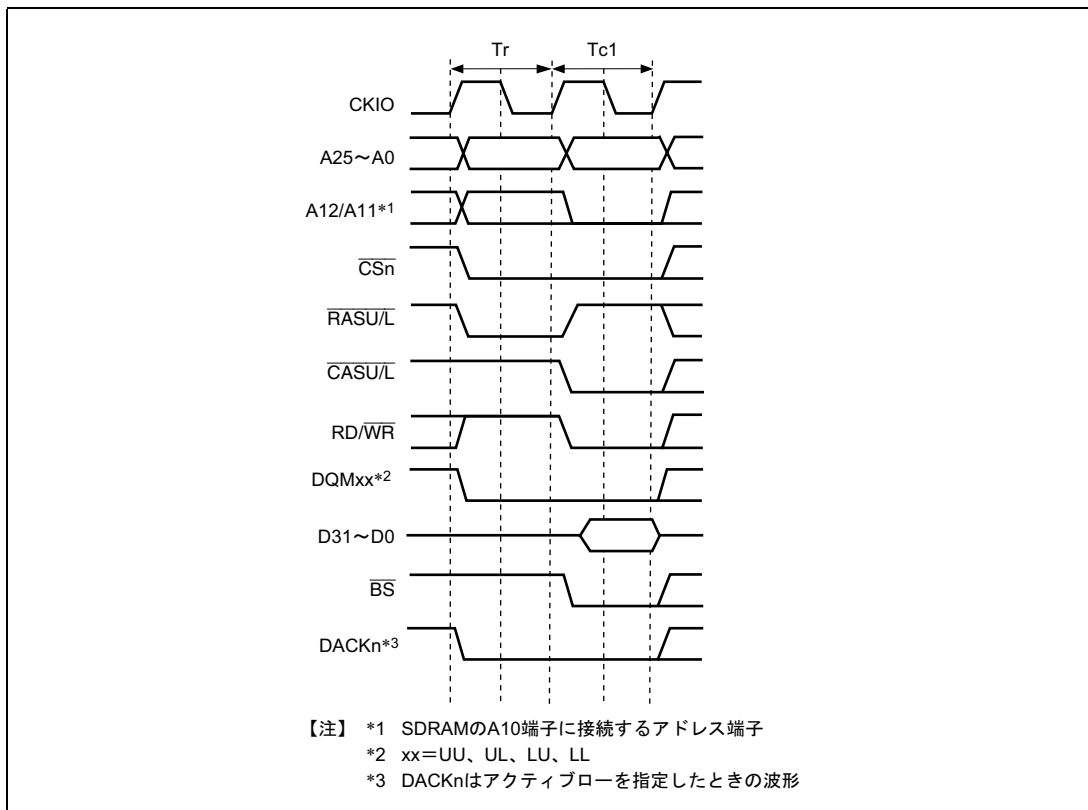 Tr Tc1
CKIO
A25～A0
A12/A11*1
CSn
RASU/L
CASU/L
RD/WR
DQMxx*2
D31～D0
BS
DACKn*3
【注】 *1 SDRAMのA10端子に接続するアドレス端子
*2 xx＝UU、UL、LU、LL
*3 DACKnはアクティブローを指定したときの波形